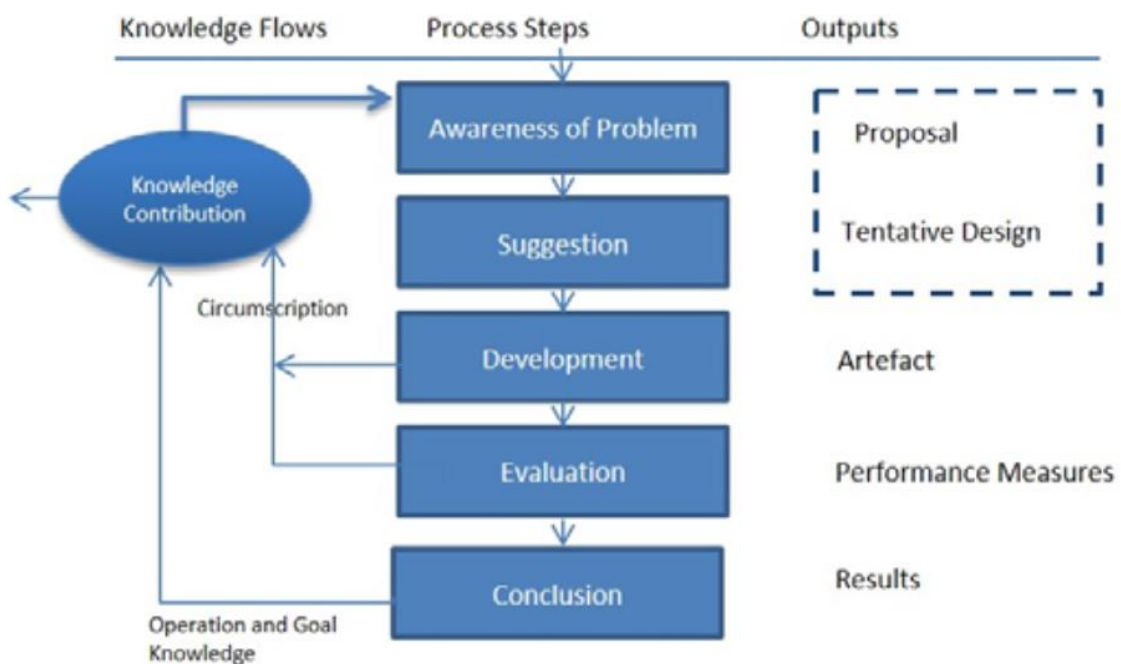 Knowledge Flows
Process Steps
Outputs
Awareness of Problem
Proposal
Knowledge
Contribution
Suggestion
Tentative Design
Circumscription
Development
Artefact
Evaluation
Performance Measures
Conclusion
Results
Operation and Goal
Knowledge